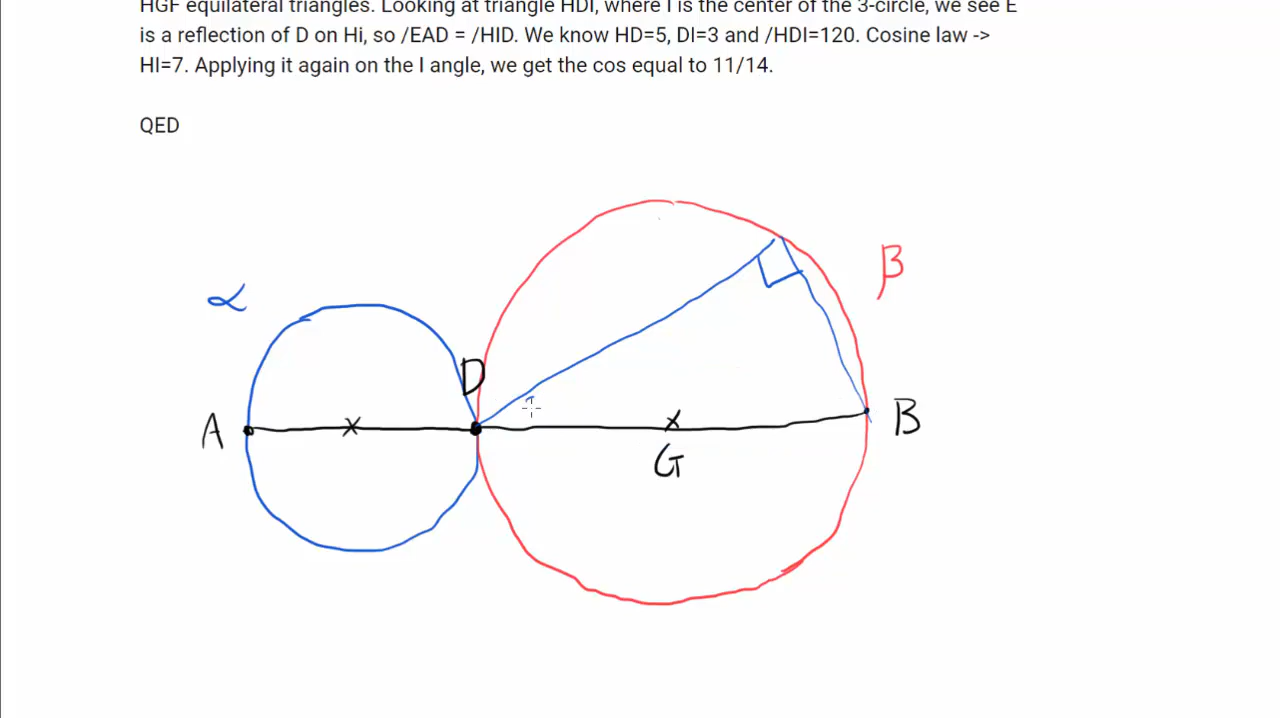 HGF equilateral triangles. Looking at triangle HDI, where I is the center of the 3-circle, we see E
is a reflection of D on Hi, so /EAD = /HID. We know HD=5, DI=3 and /HDI=120. Cosine law ->
HI=7. Applying it again on the I angle, we get the cos equal to 11/14.
QED
α
β
D
A
B
G